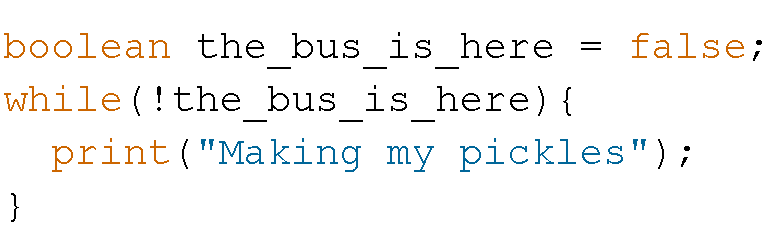 boolean the_bus_is_here = false;
while(!the_bus_is_here){
  print("Making my pickles");
}